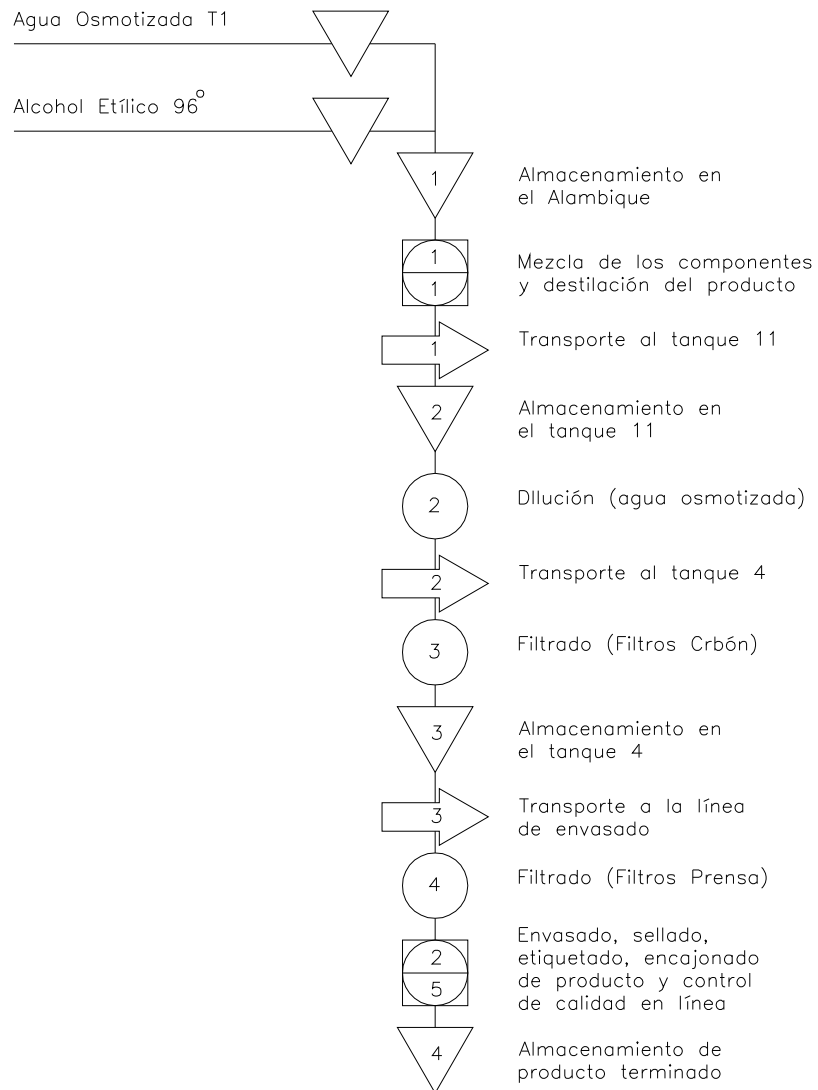 Agua Osmotizada T1
Alcohol Etílico 96°
1
Almacenamiento en
el Alambique
1
1
Mezcla de los componentes
y destilación del producto
1
Transporte al tanque 11
2
Almacenamiento en
el tanque 11
2
DIlución (agua osmotizada)
2
Transporte al tanque 4
3
Filtrado (Filtros Crbón)
3
Almacenamiento en
el tanque 4
3
Transporte a la línea
de envasado
4
Filtrado (Filtros Prensa)
2
5
Envasado, sellado,
etiquetado, encajonado
de producto y control
de calidad en línea
4
Almacenamiento de
producto terminado